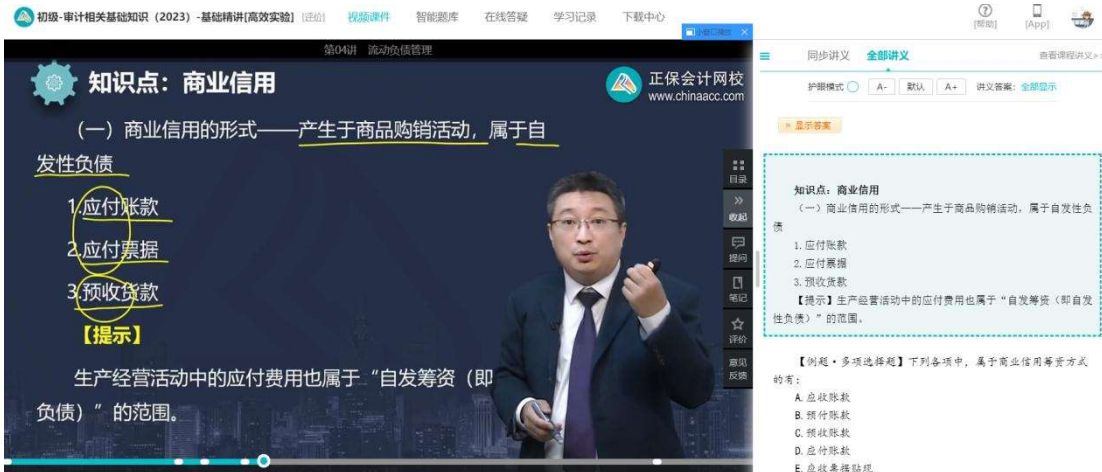 初级-审计相关基础知识（2023）-基础精讲[高效实验] [评价] 视频课件 智能题库 在线答疑 学习记录 下载中心
[帮助] [App]
第04讲 流动负债管理
知识点：商业信用
正保会计网校
www.chinaacc.com
（一）商业信用的形式——产生于商品购销活动，属于自
发性负债
1.应付账款
2.应付票据
3.预收货款
【提示】
生产经营活动中的应付费用也属于“自发筹资（即
负债）”的范围。
目录
收起
提问
笔记
评价
意见
反馈
同步讲义 全部讲义 查看课程讲义>>
护眼模式 A- 默认 A+ 讲义答案：全部显示
» 显示答案
知识点：商业信用
（一）商业信用的形式——产生于商品购销活动，属于自发性负
债
1.应付账款
2.应付票据
3.预收货款
【提示】生产经营活动中的应付费用也属于“自发筹资（即自发
性负债）”的范围。
【例题·多项选择题】下列各项中，属于商业信用筹资方式
的有：
A.应收账款
B.预付账款
C.预收账款
D.应付账款
E.应收票据贴现